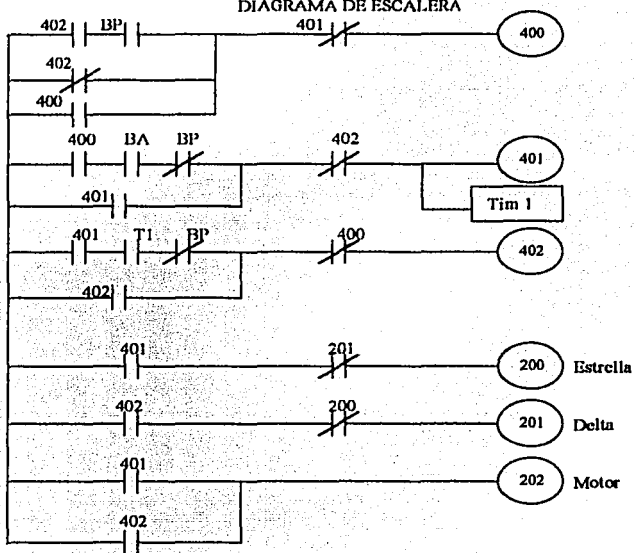 DIAGRAMA DE ESCALERA
402 BP 401 400
402
400
400 BA BP 402 401
401 Tim 1
401 T1 BP 400 402
402
401 201 200 Estrella
402 200 201 Delta
401 202 Motor
402